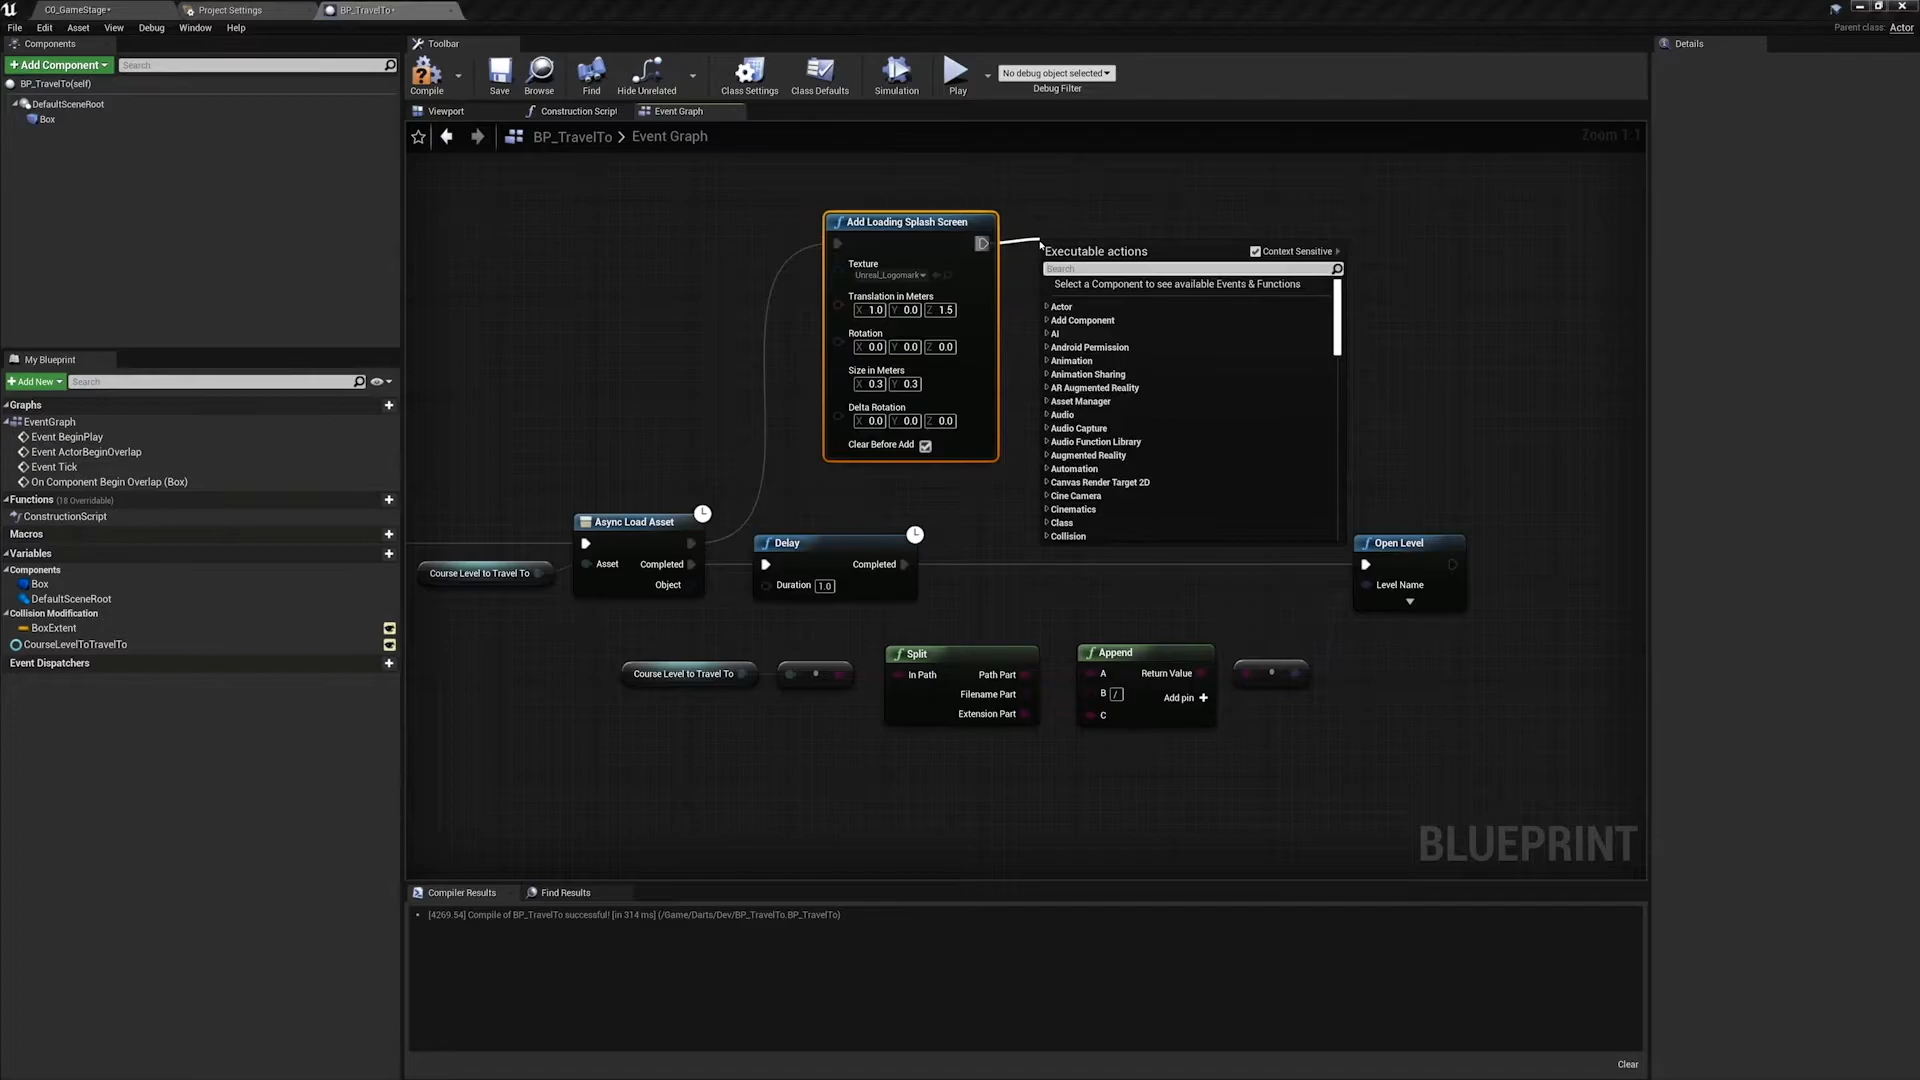 C0_GameStage*
Project Settings
BP_TravelTo*
File Edit Asset View Debug Window Help
Parent class: Actor
Components
Toolbar
Details
+ Add Component
Search
BP_TravelTo(self)
DefaultSceneRoot
Box
Compile
Save
Browse
Find
Hide Unrelated
Class Settings
Class Defaults
Simulation
Play
No debug object selected
Debug Filter
Viewport
Construction Script
Event Graph
BP_TravelTo > Event Graph
Zoom 1:1
Add Loading Splash Screen
Texture
Unreal_Logomark
Translation in Meters
X 1.0 Y 0.0 Z 1.5
Rotation
X 0.0 Y 0.0 Z 0.0
Size in Meters
X 0.3 Y 0.3
Delta Rotation
X 0.0 Y 0.0 Z 0.0
Clear Before Add
Executable actions
Context Sensitive
Search
Select a Component to see available Events & Functions
Actor
Add Component
AI
Android Permission
Animation
Animation Sharing
AR Augmented Reality
Asset Manager
Audio
Audio Capture
Audio Function Library
Augmented Reality
Automation
Canvas Render Target 2D
Cine Camera
Cinematics
Class
Collision
My Blueprint
+ Add New
Search
Graphs
EventGraph
Event BeginPlay
Event ActorBeginOverlap
Event Tick
On Component Begin Overlap (Box)
Functions (18 Overridable)
ConstructionScript
Macros
Variables
Components
Box
DefaultSceneRoot
Collision Modification
BoxExtent
CourseLevelToTravelTo
Event Dispatchers
Course Level to Travel To
Async Load Asset
Asset
Completed
Object
Delay
Completed
Duration 1.0
Open Level
Level Name
Course Level to Travel To
Split
In Path
Path Part
Filename Part
Extension Part
Append
A
Return Value
B /
Add pin +
C
BLUEPRINT
Compiler Results
Find Results
[4269.54] Compile of BP_TravelTo successful! [in 314 ms] (/Game/Darts/Dev/BP_TravelTo.BP_TravelTo)
Clear